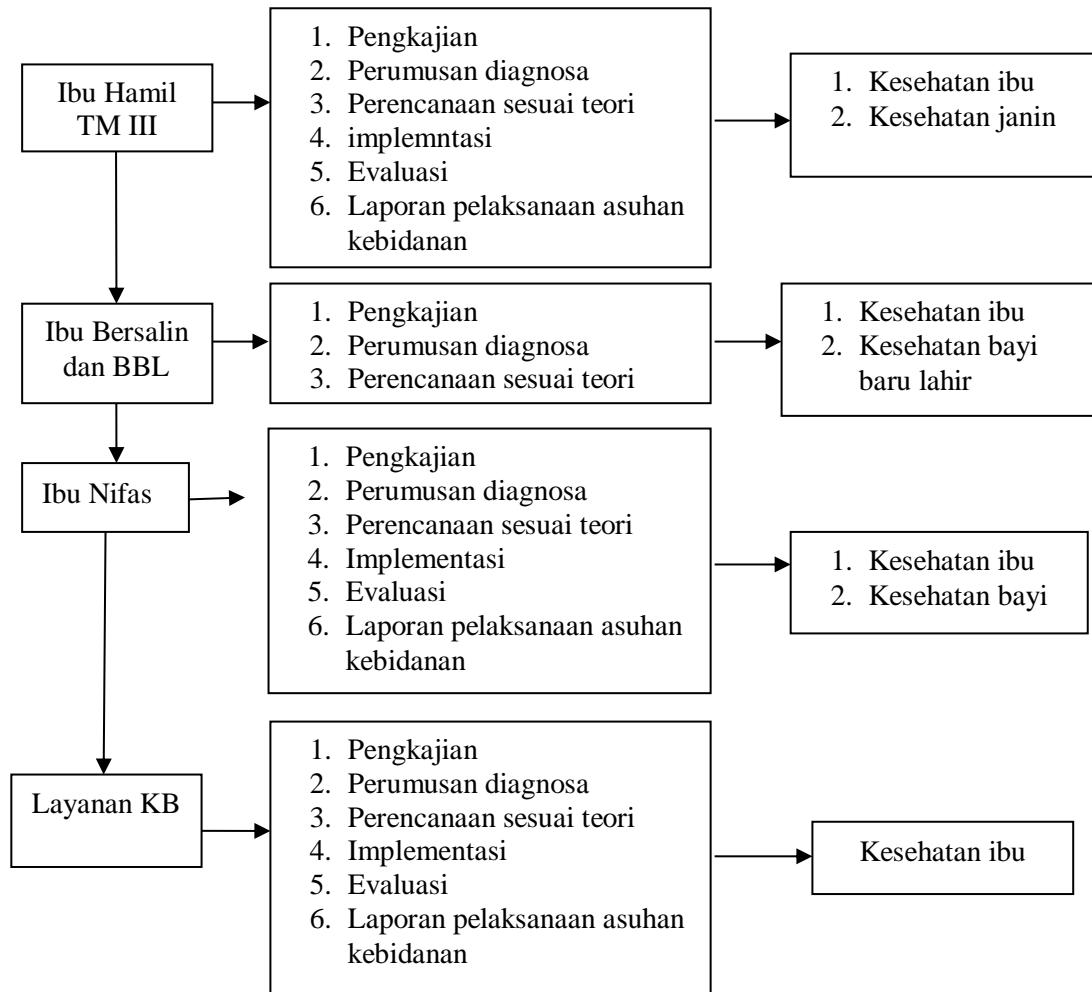 Ibu Hamil
TM III
1. Pengkajian
2. Perumusan diagnosa
3. Perencanaan sesuai teori
4. implemntasi
5. Evaluasi
6. Laporan pelaksanaan asuhan
kebidanan
1. Kesehatan ibu
2. Kesehatan janin
Ibu Bersalin
dan BBL
1. Pengkajian
2. Perumusan diagnosa
3. Perencanaan sesuai teori
1. Kesehatan ibu
2. Kesehatan bayi
baru lahir
Ibu Nifas
1. Pengkajian
2. Perumusan diagnosa
3. Perencanaan sesuai teori
4. Implementasi
5. Evaluasi
6. Laporan pelaksanaan asuhan
kebidanan
1. Kesehatan ibu
2. Kesehatan bayi
Layanan KB
1. Pengkajian
2. Perumusan diagnosa
3. Perencanaan sesuai teori
4. Implementasi
5. Evaluasi
6. Laporan pelaksanaan asuhan
kebidanan
Kesehatan ibu